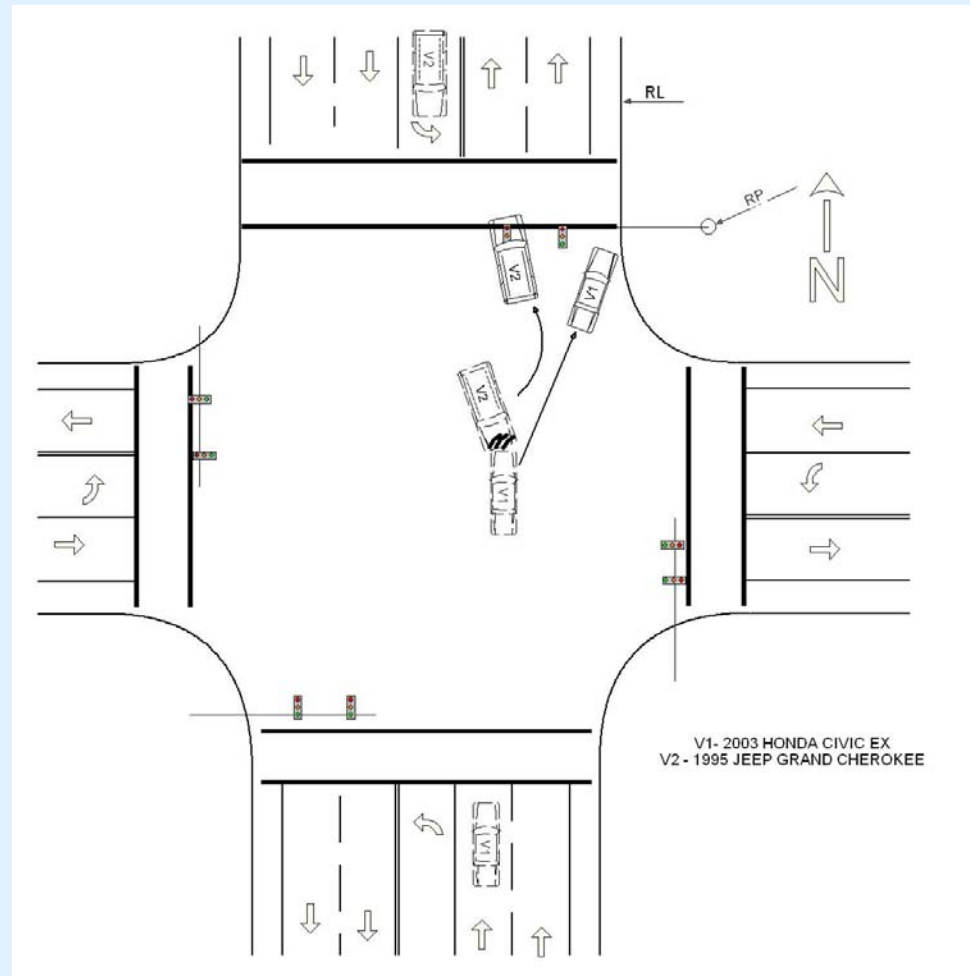 V2
RL
RP
N
V2
V1
V2
V1
V1- 2003 HONDA CIVIC EX
V2 - 1995 JEEP GRAND CHEROKEE
V1